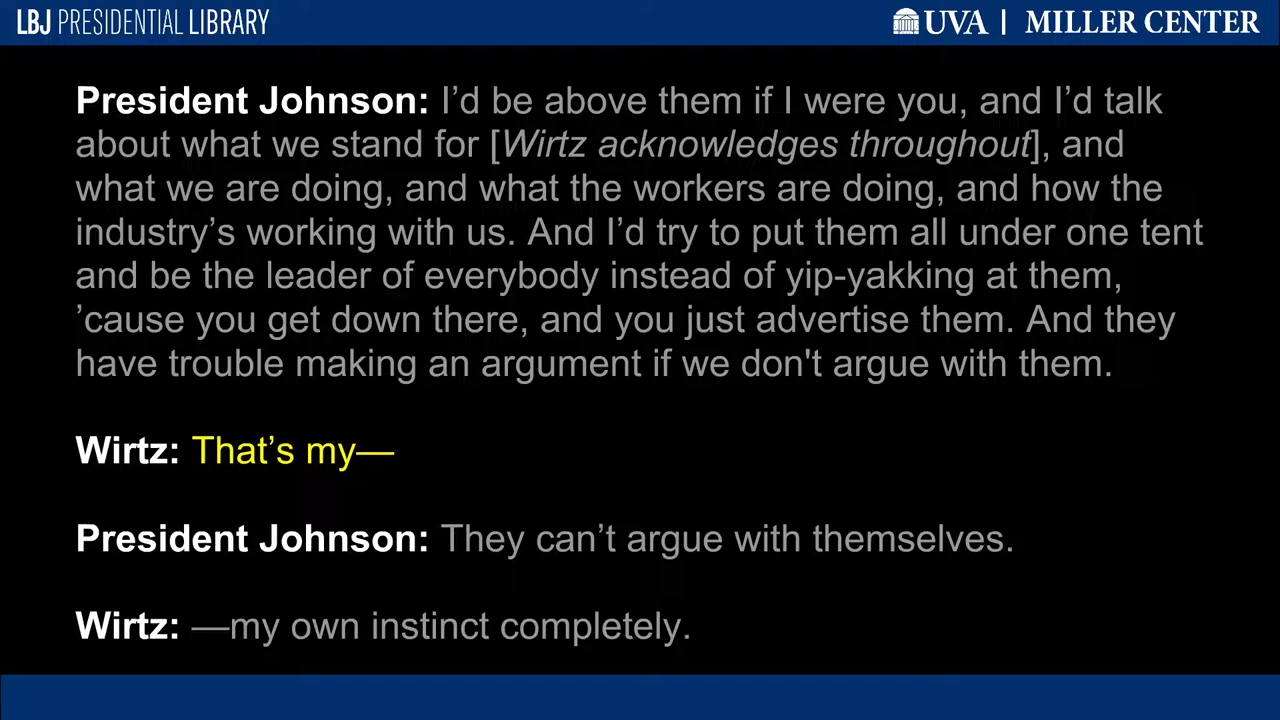 LBJ PRESIDENTIAL LIBRARY
UVA | MILLER CENTER
President Johnson: I’d be above them if I were you, and I’d talk
about what we stand for [Wirtz acknowledges throughout], and
what we are doing, and what the workers are doing, and how the
industry’s working with us. And I’d try to put them all under one tent
and be the leader of everybody instead of yip-yakking at them,
’cause you get down there, and you just advertise them. And they
have trouble making an argument if we don't argue with them.
Wirtz: That’s my—
President Johnson: They can’t argue with themselves.
Wirtz: —my own instinct completely.